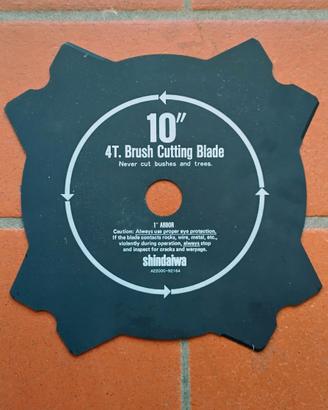 10"
4T. Brush Cutting Blade
Never cut bushes and trees.
1" ARBOR
Caution: Always use proper eye protection,
If the blade contacts rocks, wire, metal, etc.,
violently during operation, always stop
and inspect for cracks and warpage.
shindaiwa
A22000-9216A